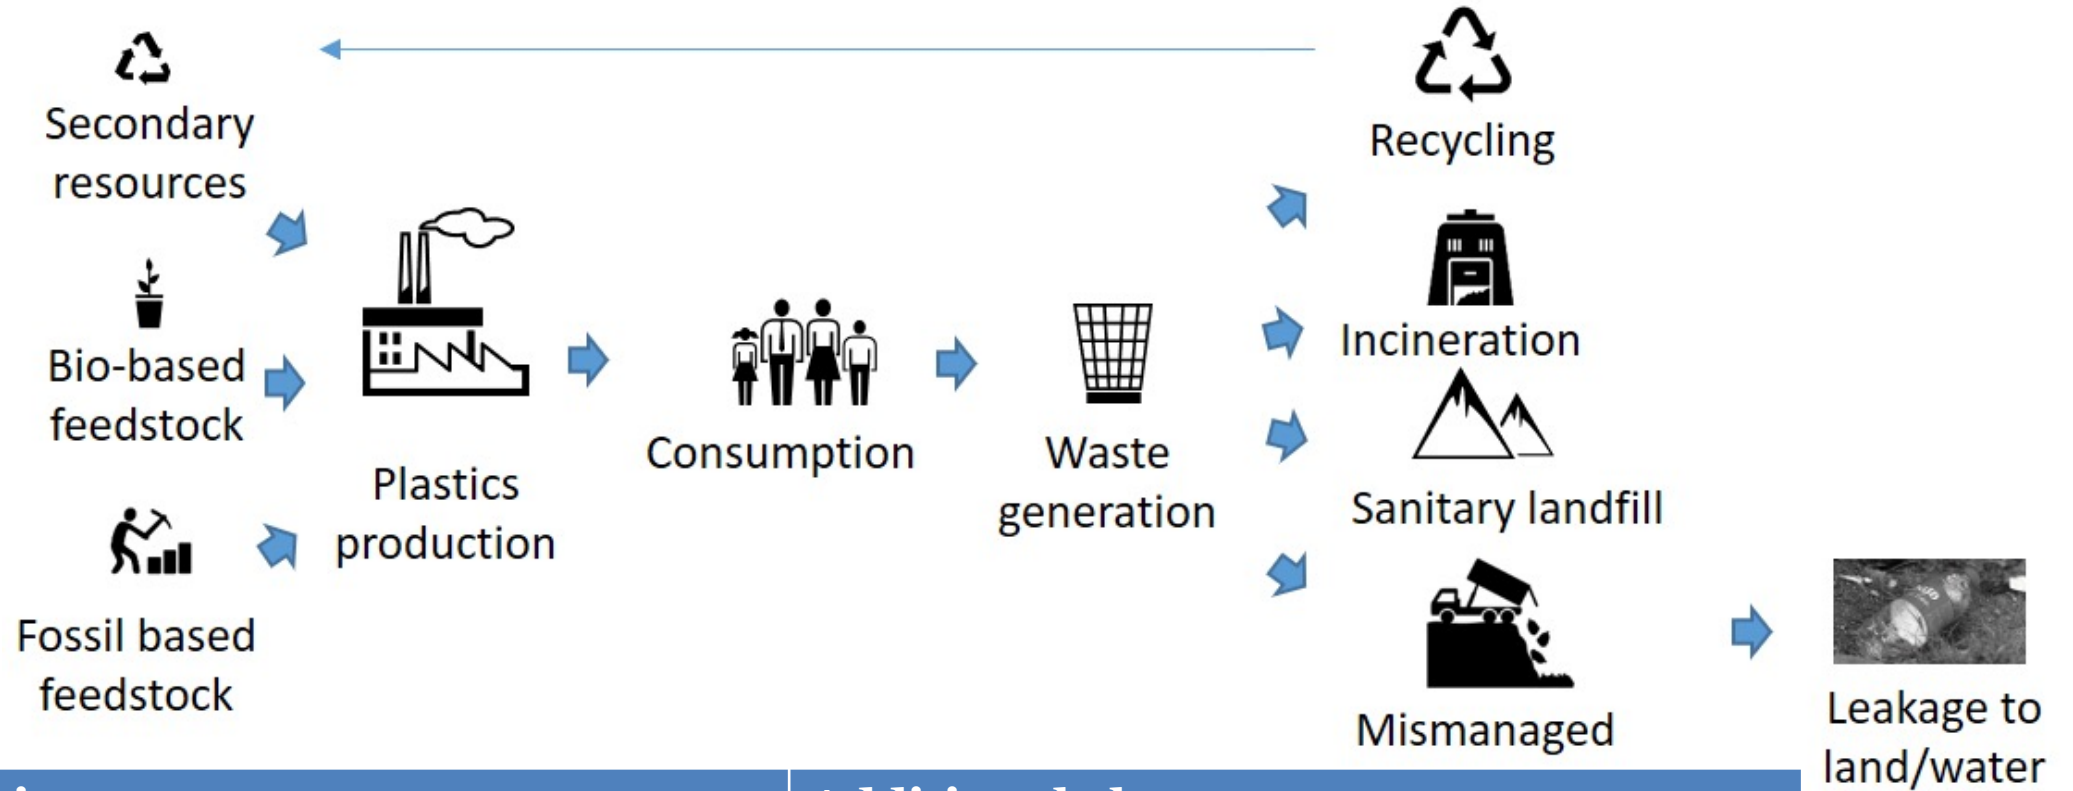 Secondary
resources
Bio-based
feedstock
Fossil based
feedstock
Plastics
production
Consumption
Waste
generation
Recycling
Incineration
Sanitary landfill
Mismanaged
Leakage to
land/water